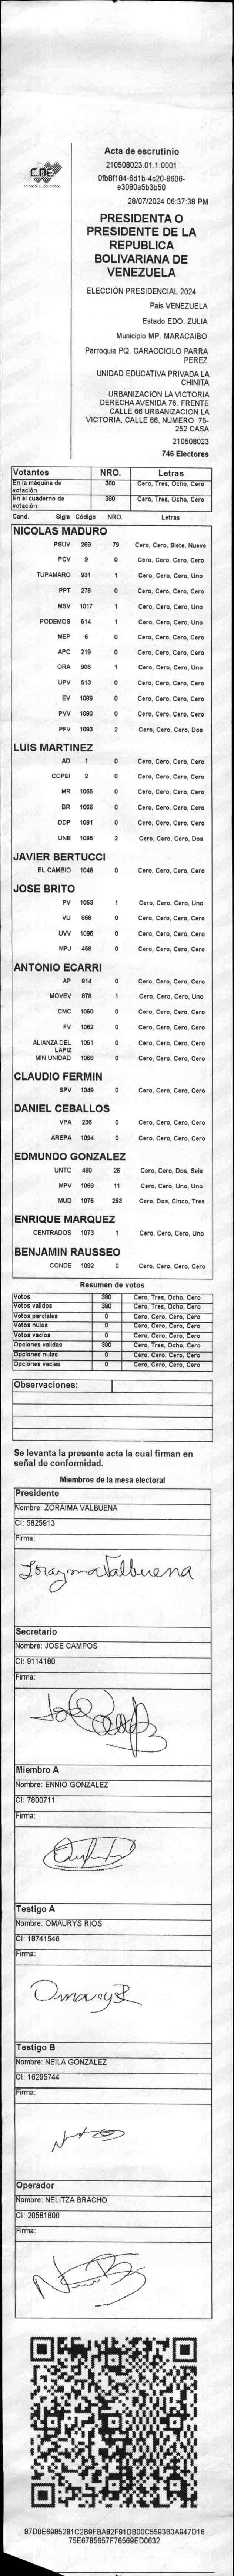 CNE
Acta de escrutinio
210508023.01.1.0001
0fb8f184-6d1b-4c20-9606-
e3080a5b3b50
28/07/2024 06:37:38 PM
PRESIDENTA O
PRESIDENTE DE LA
REPUBLICA
BOLIVARIANA DE
VENEZUELA
ELECCIÓN PRESIDENCIAL 2024
País VENEZUELA
Estado EDO. ZULIA
Municipio MP. MARACAIBO
Parroquia PQ. CARACCIOLO PARRA
PEREZ
UNIDAD EDUCATIVA PRIVADA LA
CHINITA
URBANIZACION LA VICTORIA
DERECHA AVENIDA 76. FRENTE
CALLE 66 URBANIZACION LA
VICTORIA, CALLE 66, NUMERO 75-
252 CASA
210508023
746 Electores
Votantes NRO. Letras
En la máquina de votación 380 Cero, Tres, Ocho, Cero
En el cuaderno de votación 380 Cero, Tres, Ocho, Cero
Cand. Sigla Código NRO. Letras
NICOLAS MADURO
PSUV 269 79 Cero, Cero, Siete, Nueve
PCV 9 0 Cero, Cero, Cero, Cero
TUPAMARO 931 1 Cero, Cero, Cero, Uno
PPT 276 0 Cero, Cero, Cero, Cero
MSV 1017 1 Cero, Cero, Cero, Uno
PODEMOS 514 1 Cero, Cero, Cero, Uno
MEP 6 0 Cero, Cero, Cero, Cero
APC 219 0 Cero, Cero, Cero, Cero
ORA 906 1 Cero, Cero, Cero, Uno
UPV 513 0 Cero, Cero, Cero, Cero
EV 1089 0 Cero, Cero, Cero, Cero
PVV 1090 0 Cero, Cero, Cero, Cero
PFV 1093 2 Cero, Cero, Cero, Dos
LUIS MARTINEZ
AD 1 0 Cero, Cero, Cero, Cero
COPEI 2 0 Cero, Cero, Cero, Cero
MR 1065 0 Cero, Cero, Cero, Cero
BR 1066 0 Cero, Cero, Cero, Cero
DDP 1091 0 Cero, Cero, Cero, Cero
UNE 1095 2 Cero, Cero, Cero, Dos
JAVIER BERTUCCI
EL CAMBIO 1048 0 Cero, Cero, Cero, Cero
JOSE BRITO
PV 1053 1 Cero, Cero, Cero, Uno
VU 868 0 Cero, Cero, Cero, Cero
UVV 1096 0 Cero, Cero, Cero, Cero
MPJ 458 0 Cero, Cero, Cero, Cero
ANTONIO ECARRI
AP 814 0 Cero, Cero, Cero, Cero
MOVEV 878 1 Cero, Cero, Cero, Uno
CMC 1050 0 Cero, Cero, Cero, Cero
FV 1052 0 Cero, Cero, Cero, Cero
ALIANZA DEL LAPIZ 1051 0 Cero, Cero, Cero, Cero
MIN UNIDAD 1068 0 Cero, Cero, Cero, Cero
CLAUDIO FERMIN
SPV 1049 0 Cero, Cero, Cero, Cero
DANIEL CEBALLOS
VPA 236 0 Cero, Cero, Cero, Cero
AREPA 1094 0 Cero, Cero, Cero, Cero
EDMUNDO GONZALEZ
UNTC 460 26 Cero, Cero, Dos, Seis
MPV 1069 11 Cero, Cero, Uno, Uno
MUD 1075 253 Cero, Dos, Cinco, Tres
ENRIQUE MARQUEZ
CENTRADOS 1073 1 Cero, Cero, Cero, Uno
BENJAMIN RAUSSEO
CONDE 1092 0 Cero, Cero, Cero, Cero
Resumen de votos
Votos 380 Cero, Tres, Ocho, Cero
Votos validos 380 Cero, Tres, Ocho, Cero
Votos parciales 0 Cero, Cero, Cero, Cero
Votos nulos 0 Cero, Cero, Cero, Cero
Votos vacíos 0 Cero, Cero, Cero, Cero
Opciones validas 380 Cero, Tres, Ocho, Cero
Opciones nulas 0 Cero, Cero, Cero, Cero
Opciones vacias 0 Cero, Cero, Cero, Cero
Observaciones:
Se levanta la presente acta la cual firman en
señal de conformidad.
Miembros de la mesa electoral
Presidente
Nombre: ZORAIMA VALBUENA
CI: 5825913
Firma:
Zorayma Valbuena
Secretario
Nombre: JOSE CAMPOS
CI: 9114180
Firma:
Miembro A
Nombre: ENNIO GONZALEZ
CI: 7800711
Firma:
Testigo A
Nombre: OMAURYS RIOS
CI: 18741546
Firma:
Testigo B
Nombre: NEILA GONZALEZ
CI: 16295744
Firma:
Operador
Nombre: NELITZA BRACHO
CI: 20581800
Firma:
87D0E6985281C2B9FBA82F91DB00C5593B3A947D16
75E6785657F76569ED0632